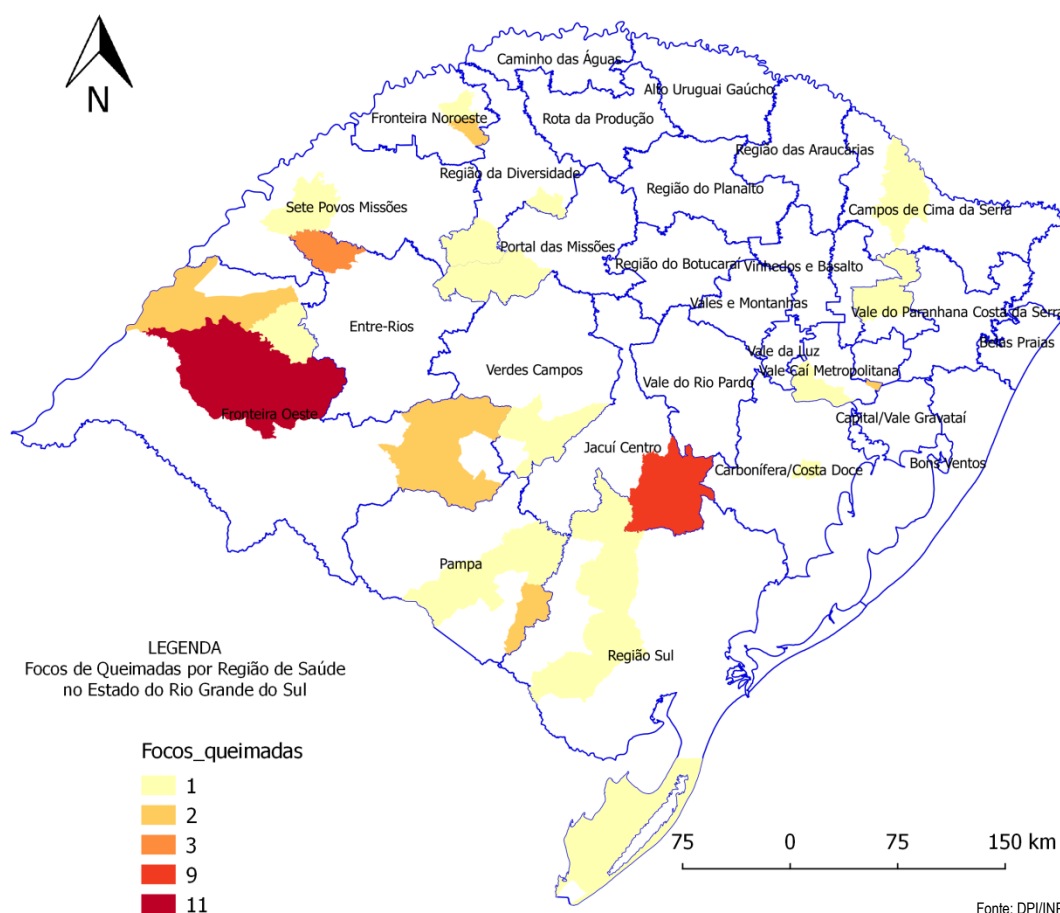 N
Caminho das Águas
Alto Uruguai Gaúcho
Fronteira Noroeste
Rota da Produção
Região das Araucárias
Região da Diversidade
Região do Planalto
Sete Povos Missões
Campos de Cima da Serra
Portal das Missões
Região do Botucaraí
Vinhedos e Basalto
Vales e Montanhas
Vale do Paranhana Costa da Serra
Entre-Rios
Belas Praias
Vale da Luz
Verdes Campos
Vale Caí Metropolitana
Vale do Rio Pardo
Fronteira Oeste
Capital/Vale Gravataí
Jacuí Centro
Bons Ventos
Carbonífera/Costa Doce
Pampa
Região Sul
LEGENDA
Focos de Queimadas por Região de Saúde
no Estado do Rio Grande do Sul
Focos_queimadas
1
2
3
9
11
75 0 75 150 km
Fonte: DPI/INP